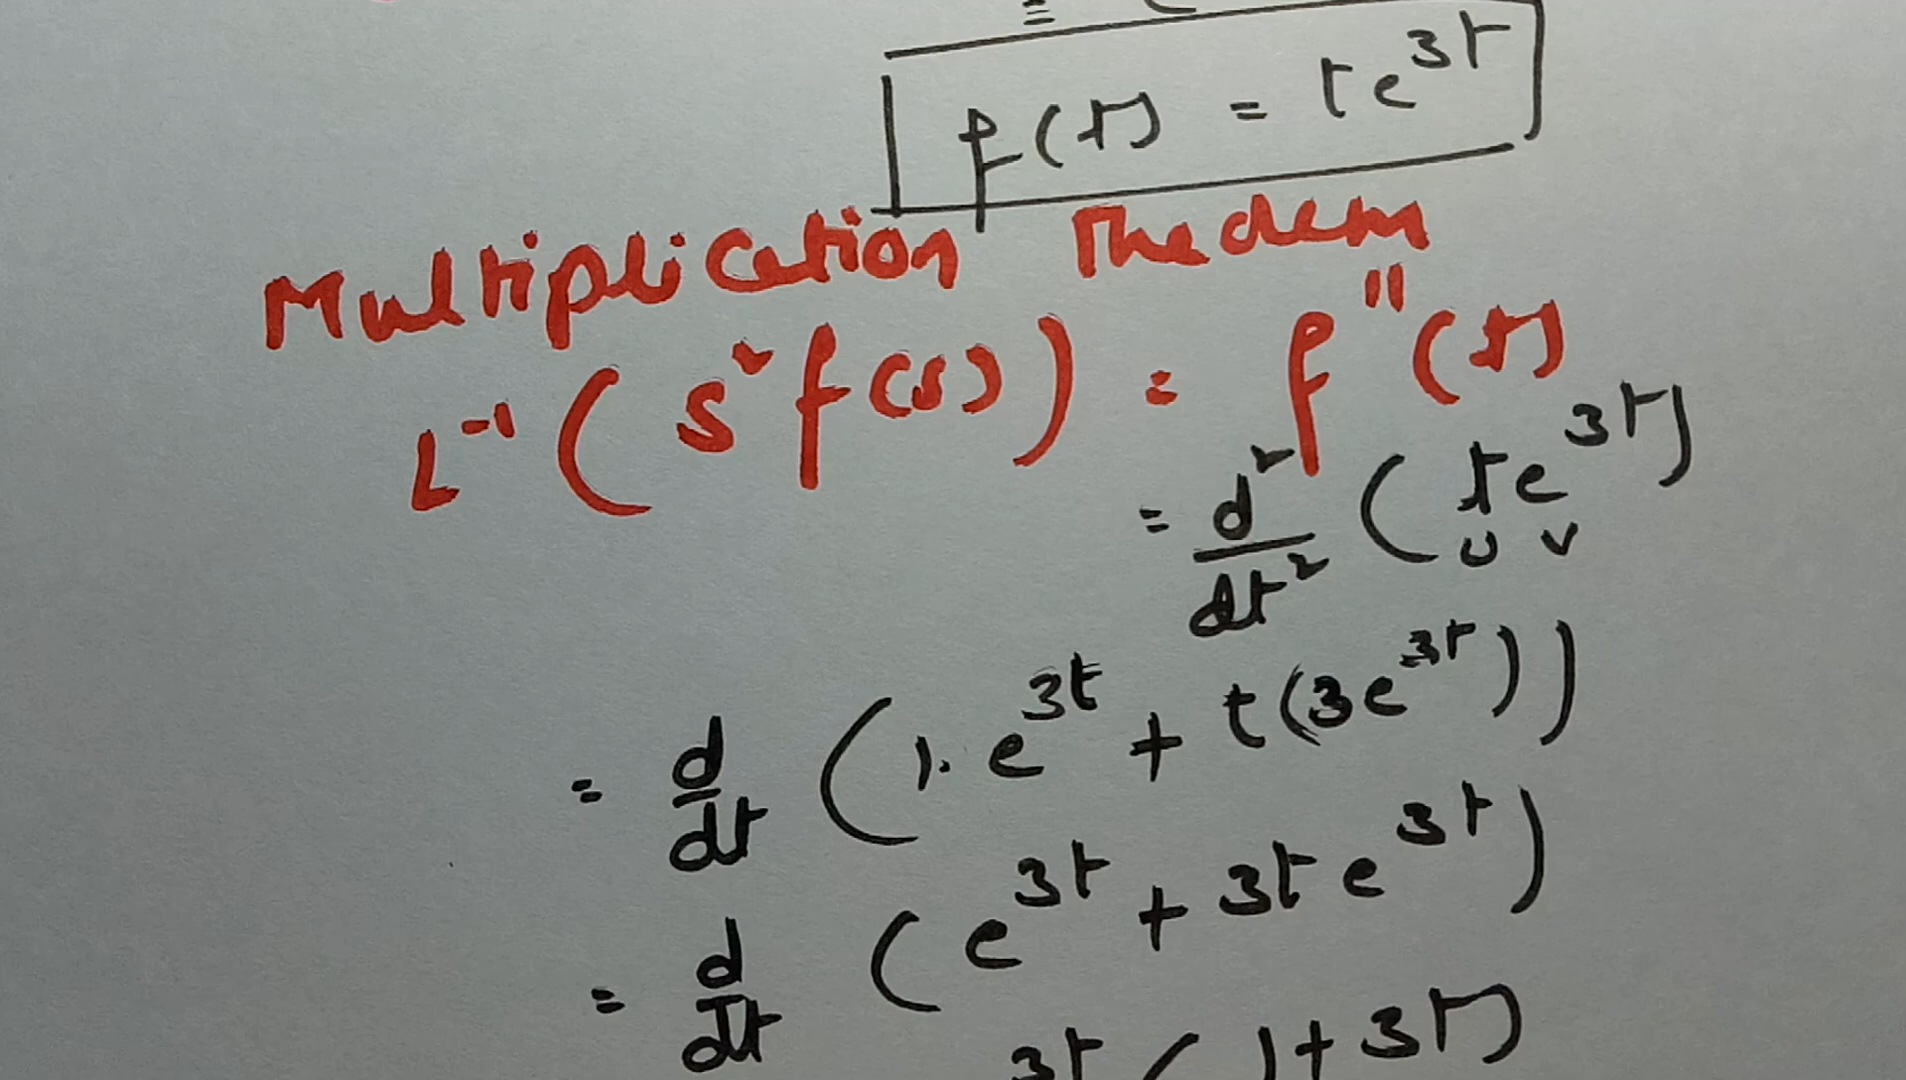 f(t) = te^{3t}
Multiplication Theorem
L^{-1}(s^2 f(s)) = f''(t)
= d^2/dt^2 (te^{3t})
u v
= d/dt (1.e^{3t} + t(3e^{3t}))
= d/dt (e^{3t} + 3te^{3t})
3t (1+3t)